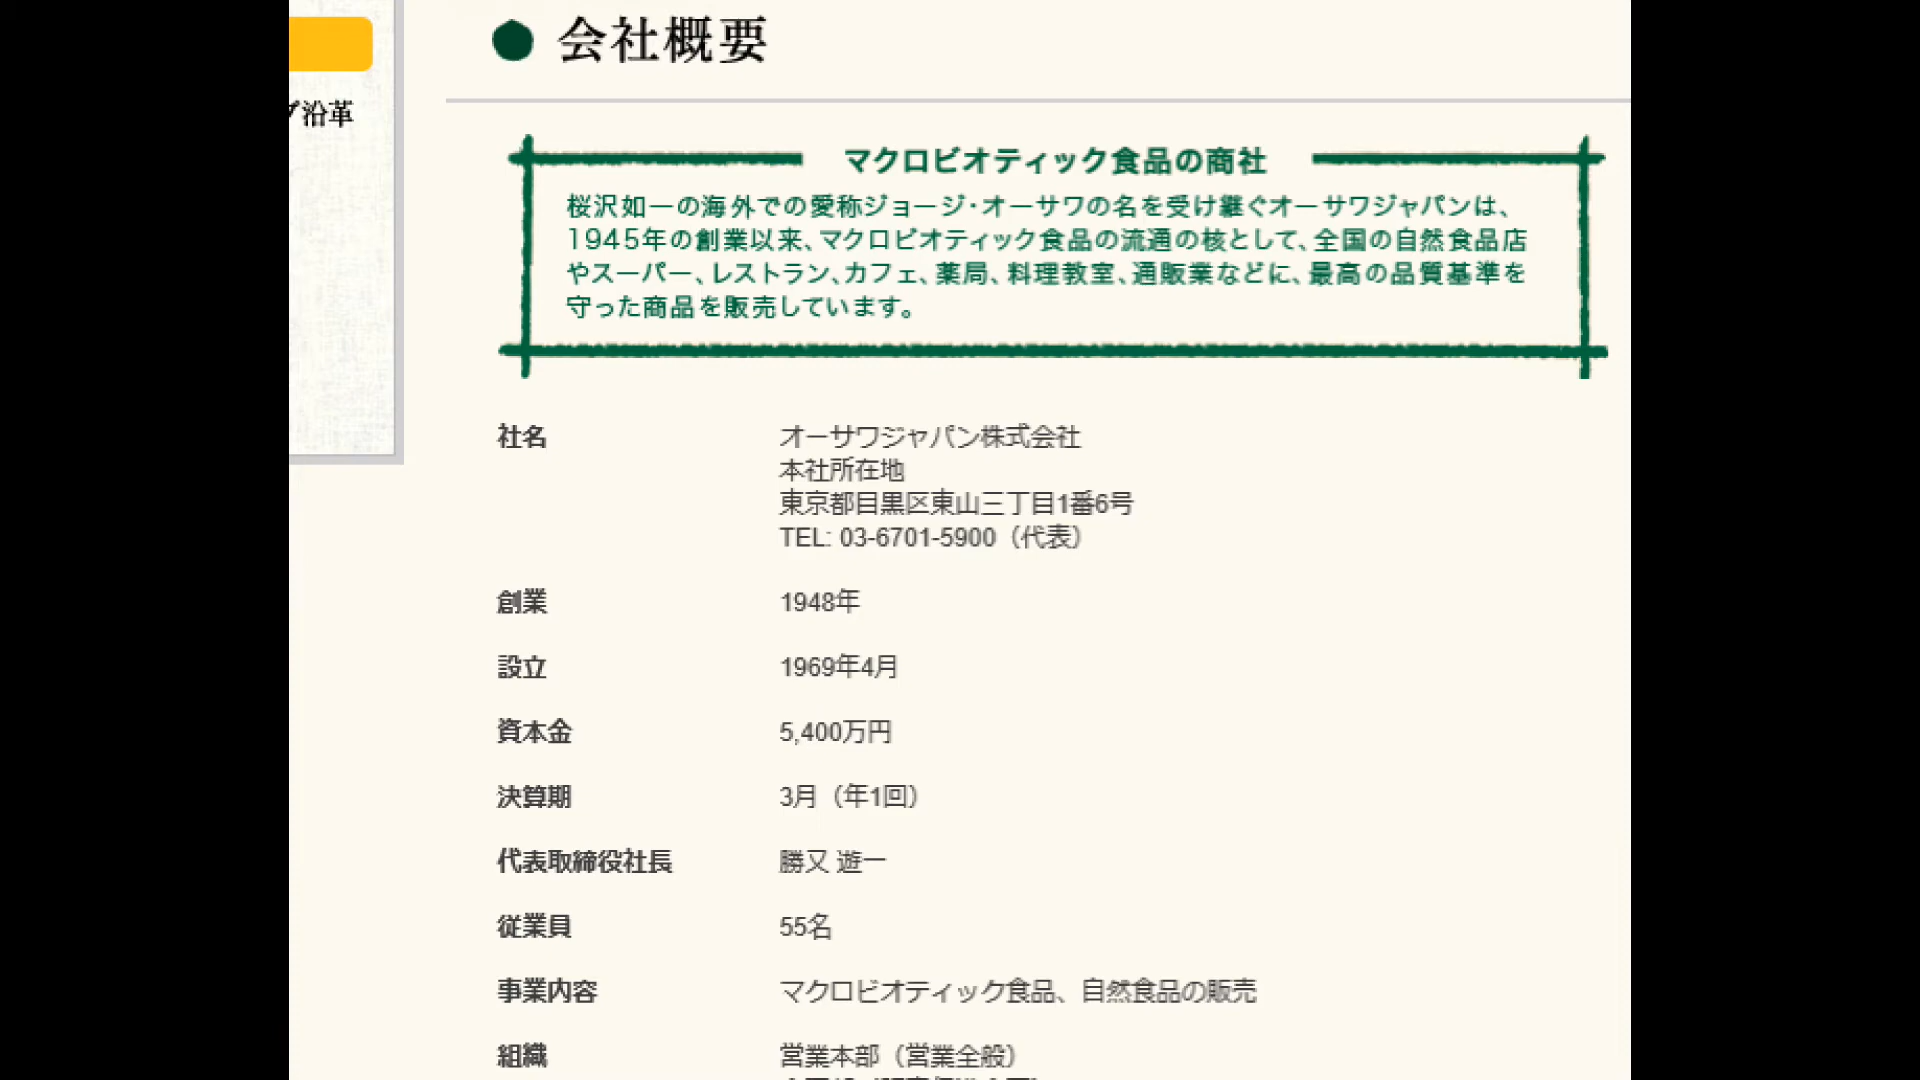 会社概要
沿革
マクロビオティック食品の商社
桜沢如一の海外での愛称ジョージ・オーサワの名を受け継ぐオーサワジャパンは、
1945年の創業以来、マクロビオティック食品の流通の核として、全国の自然食品店
やスーパー、レストラン、カフェ、薬局、料理教室、通販業などに、最高の品質基準を
守った商品を販売しています。
社名 オーサワジャパン株式会社
本社所在地
東京都目黒区東山三丁目1番6号
TEL: 03-6701-5900（代表）
創業 1948年
設立 1969年4月
資本金 5,400万円
決算期 3月（年1回）
代表取締役社長 勝又 遊一
従業員 55名
事業内容 マクロビオティック食品、自然食品の販売
組織 営業本部（営業全般）